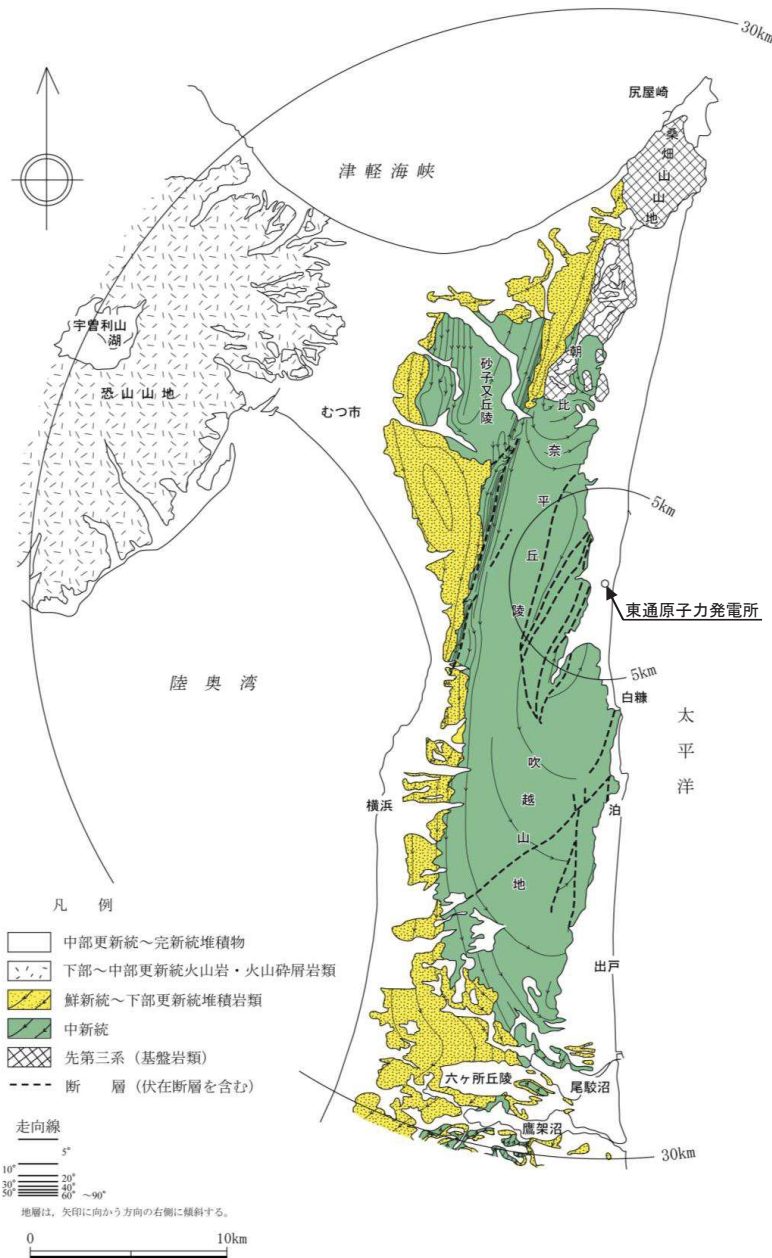 30km
尻屋崎
桑畑山山地
津軽海峡
宇曽利山湖
恐山山地
むつ市
砂子又丘陵
朝比奈平丘陵
5km
東通原子力発電所
5km
陸奥湾
白糠
太平洋
吹越山地
横浜
泊
出戸
六ヶ所丘陵
尾駮沼
鷹架沼
30km
凡 例
中部更新統～完新統堆積物
下部～中部更新統火山岩・火山砕屑岩類
鮮新統～下部更新統堆積岩類
中新統
先第三系（基盤岩類）
断 層（伏在断層を含む）
走向線
5°
10°
20°
30°
40°
50°
60° ～90°
地層は，矢印に向かう方向の右側に傾斜する。
0 10km